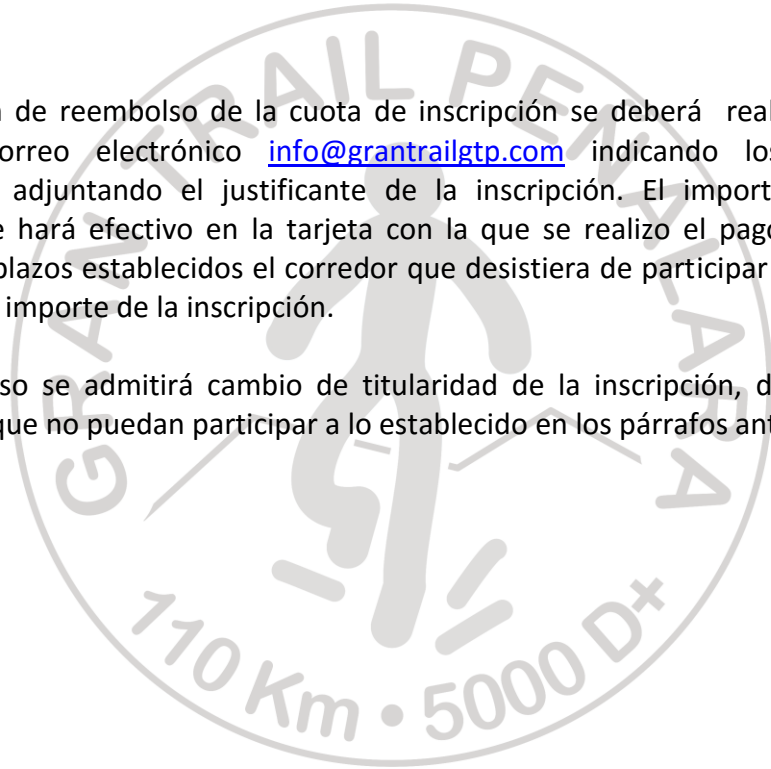 de reembolso de la cuota de inscripción se deberá real
orreo electrónico info@grantrailgtp.com indicando los
adjuntando el justificante de la inscripción. El import
hará efectivo en la tarjeta con la que se realizo el pago
plazos establecidos el corredor que desistiera de participar
importe de la inscripción.
so se admitirá cambio de titularidad de la inscripción, d
que no puedan participar a lo establecido en los párrafos ant
GRAN TRAIL PEÑALARA
110 Km • 5000 D+